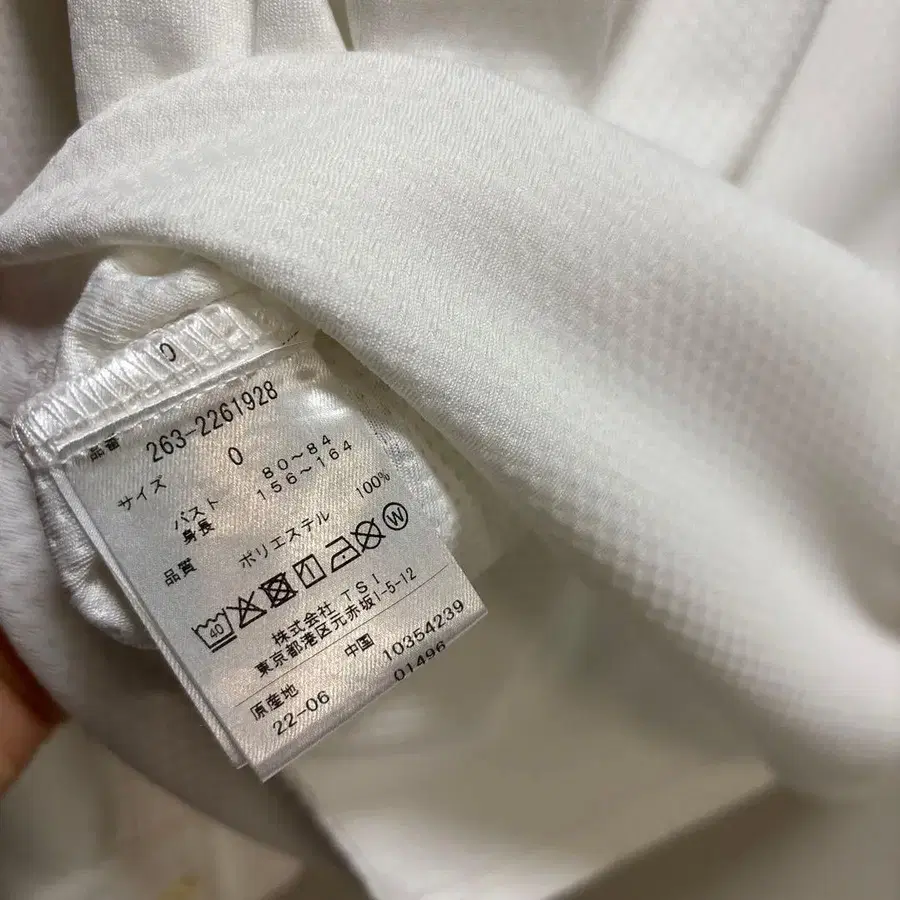 0
品番 263-2261928
サイズ 0
バスト 80～84
身長 156～164
品質 ポリエステル 100%
40 W
株式会社 TSI
東京都港区元赤坂1-5-12
原産地 中国 10354239
22-06 01496